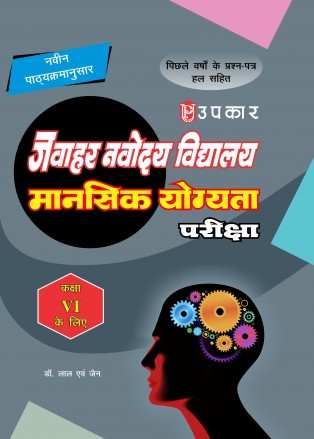 नवीन
पाठ्यक्रमानुसार
पिछले वर्षों के प्रश्न-पत्र
हल सहित
उपकार
जवाहर नवोदय विद्यालय
मानसिक योग्यता
परीक्षा
कक्षा
VI
के लिए
डॉ. लाल एवं जैन